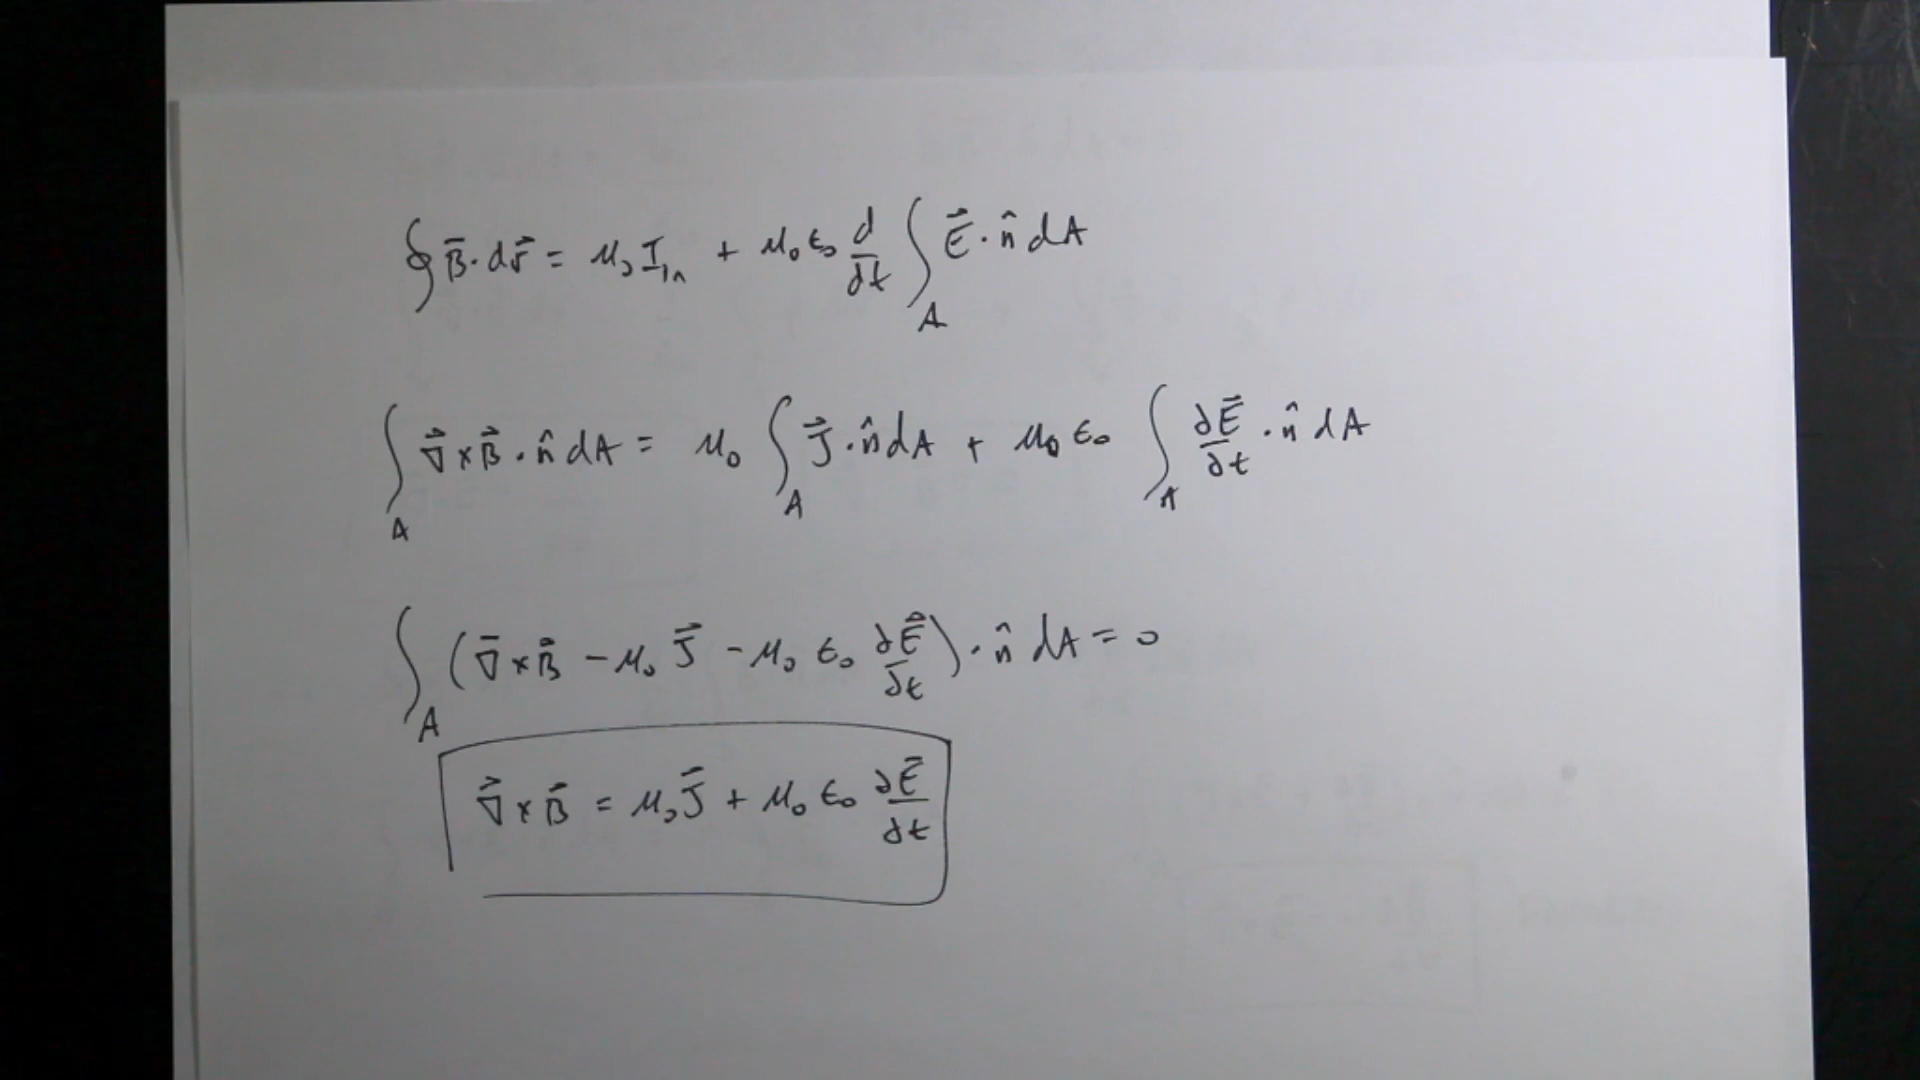 ∮ B⃗ · dr⃗ = μ₀ I_in + μ₀ ε₀ d/dt ∫_A E⃗ · n̂ dA
∫_A ∇⃗ × B⃗ · n̂ dA = μ₀ ∫_A J⃗ · n̂ dA + μ₀ ε₀ ∫_A ∂E⃗/∂t · n̂ dA
∫_A (∇⃗ × B⃗ − μ₀ J⃗ − μ₀ ε₀ ∂E⃗/∂t) · n̂ dA = 0
∇⃗ × B⃗ = μ₀ J⃗ + μ₀ ε₀ ∂E⃗/∂t